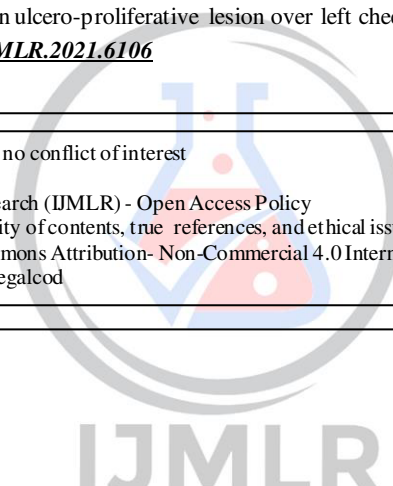 n ulcero-proliferative lesion over left chee
MLR.2021.6106
no conflict of interest
earch (IJMLR) - Open Access Policy
ity of contents, true references, and ethical issu
mons Attribution- Non-Commercial 4.0 Intern
egalcod
IJMLR